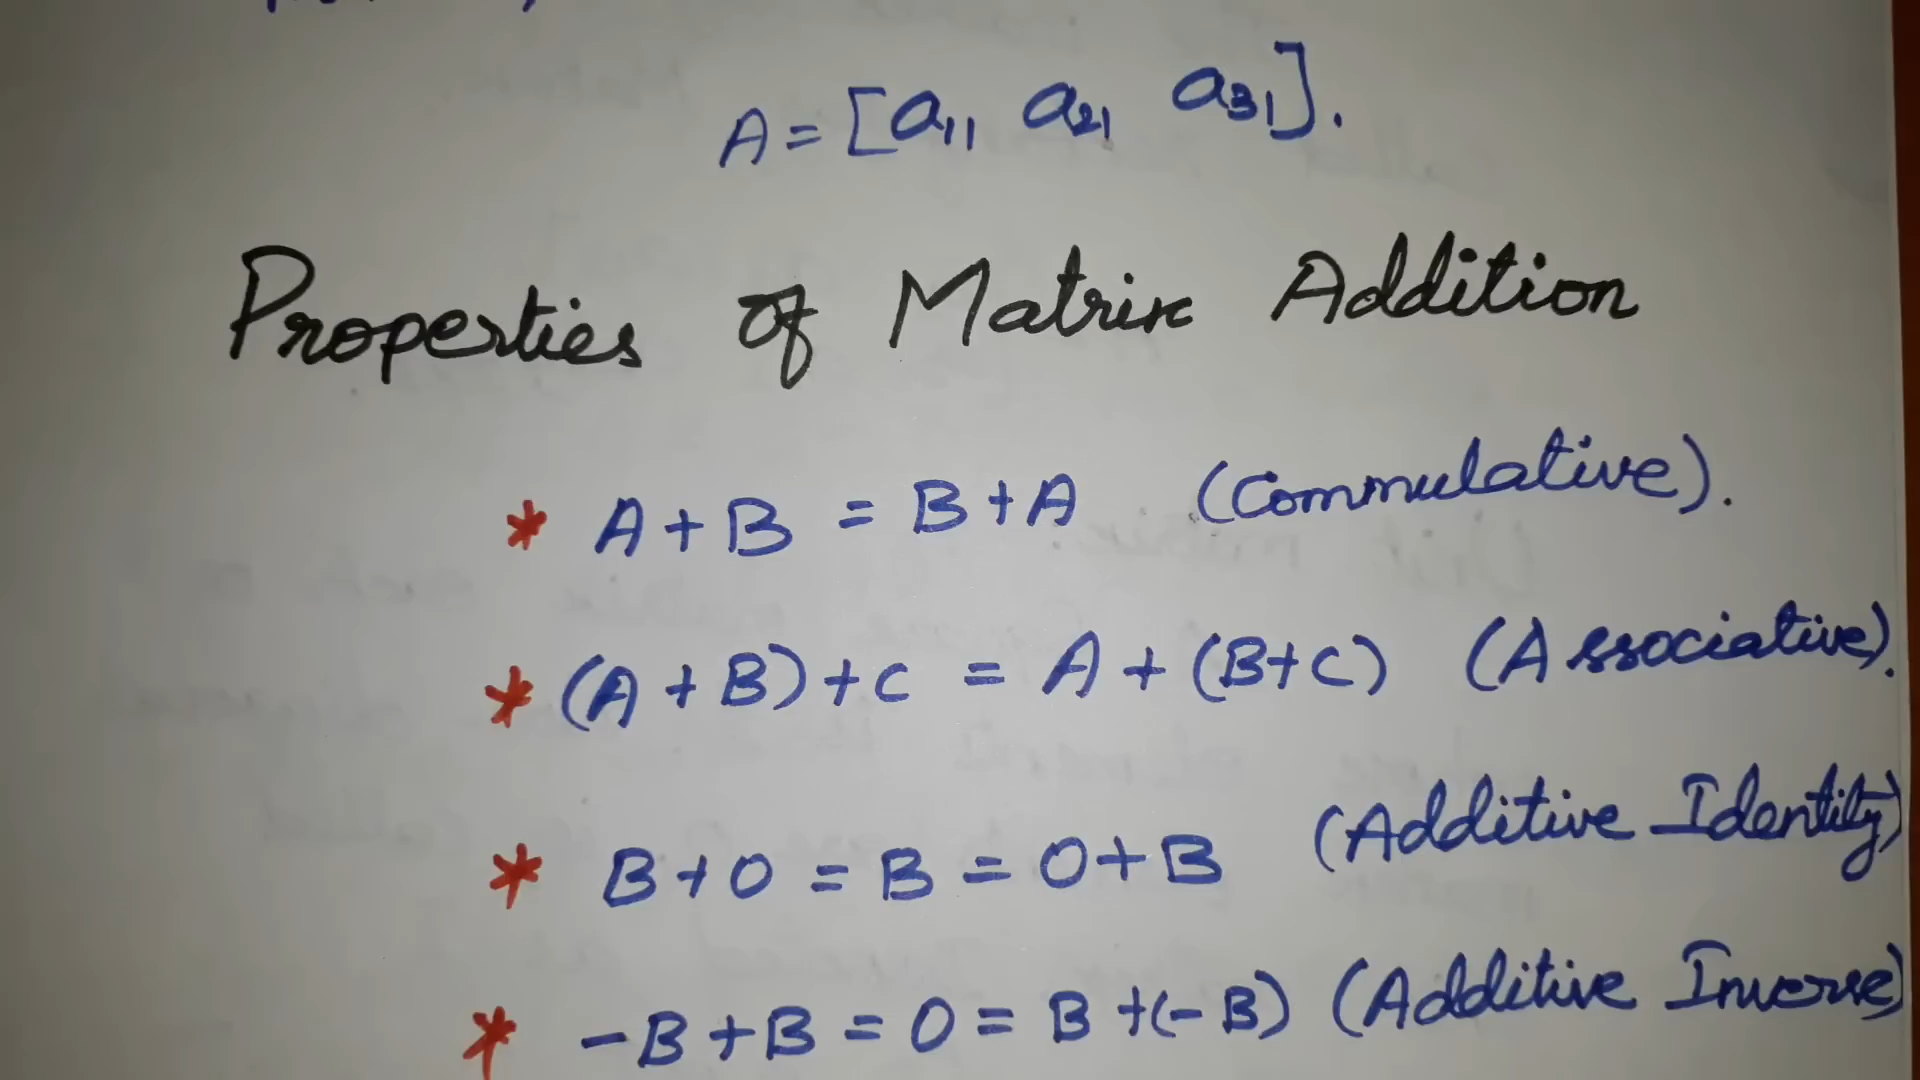 A = [a₁₁ a₂₁ a₃₁].
Properties of Matrix Addition
* A + B = B + A (Commulative).
* (A + B) + C = A + (B+C) (Associative).
* B + 0 = B = 0 + B (Additive Identity)
* -B + B = 0 = B + (-B) (Additive Inverse)